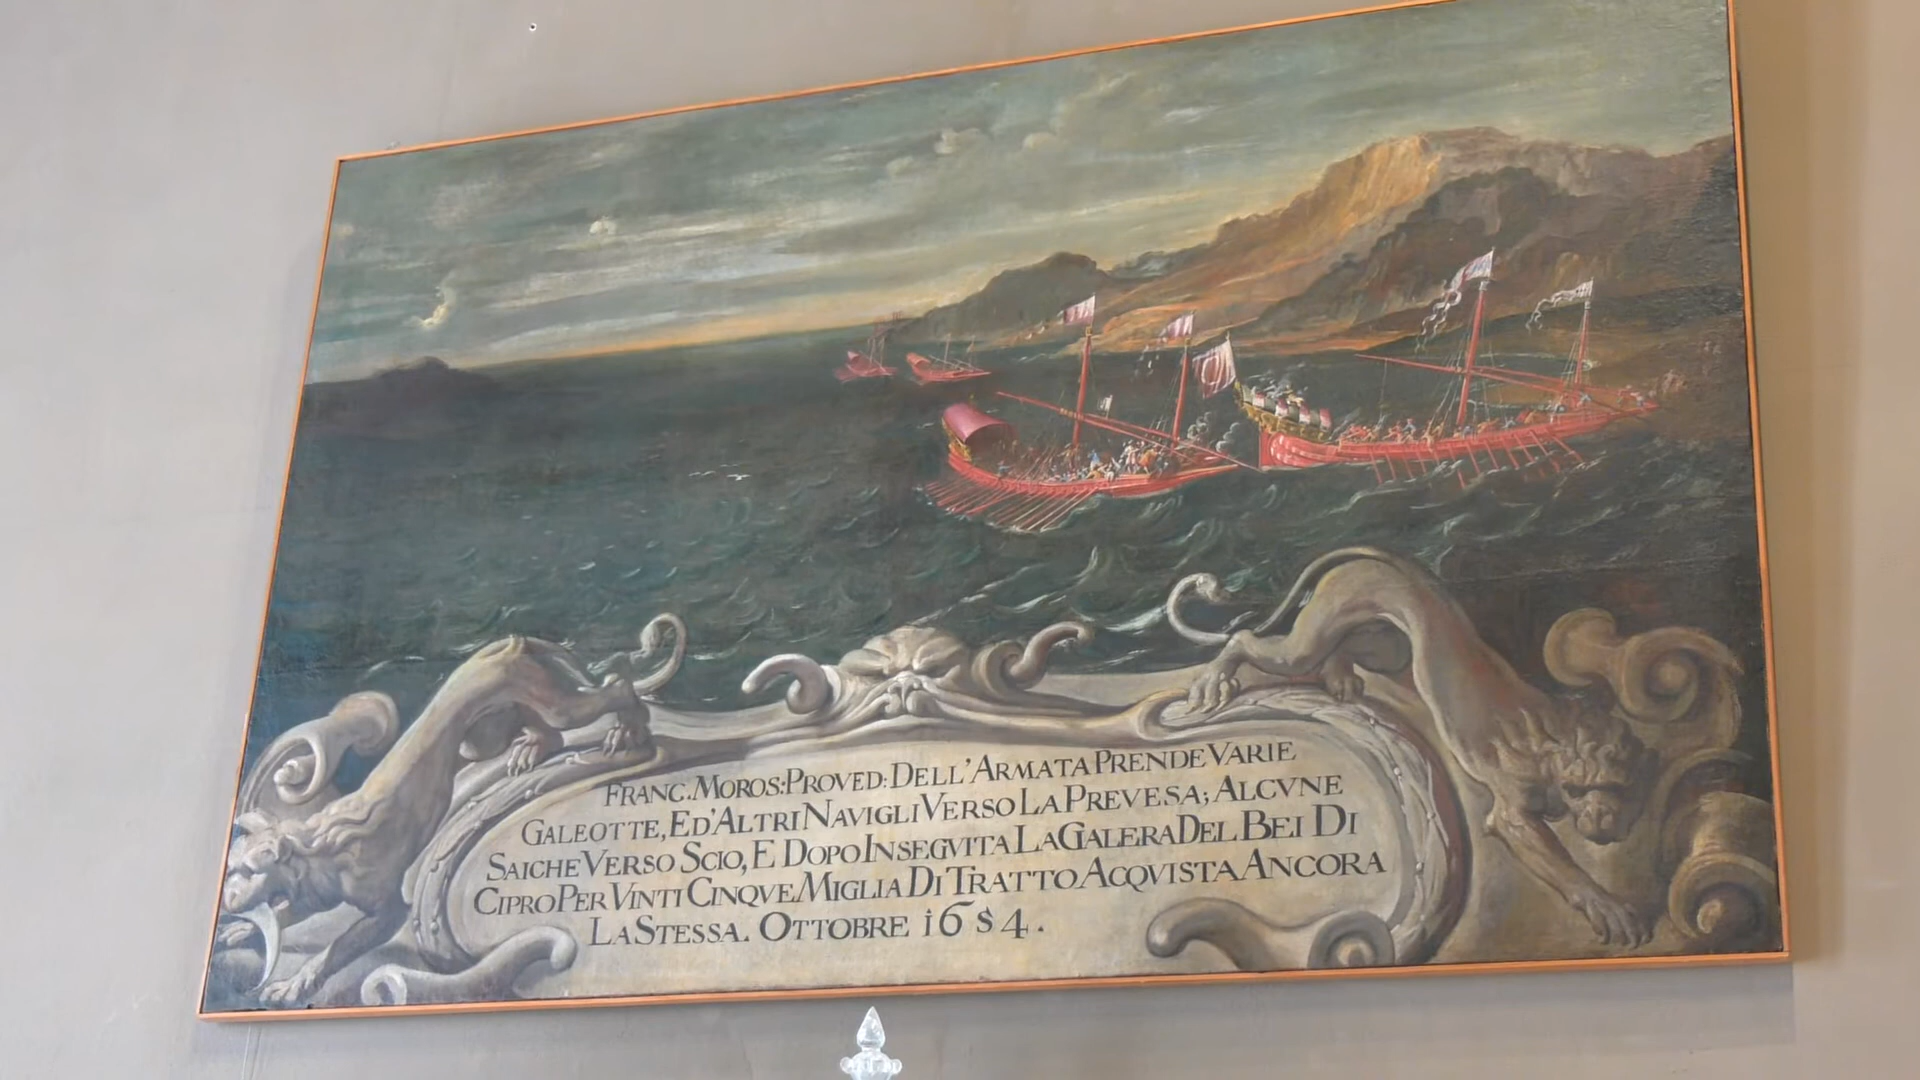 FRANC. MOROS: PROVED: DELL' ARMATA PRENDE VARIE
GALEOTTE, ED' ALTRI NAVIGLI VERSO LA PREVESA; ALCVNE
SAICHE VERSO SCIO, E DOPO INSEGVITA LA GALERA DEL BEI DI
CIPRO PER VINTI CINQVE MIGLIA DI TRATTO ACQVISTA ANCORA
LA STESSA. OTTOBRE 16S4.